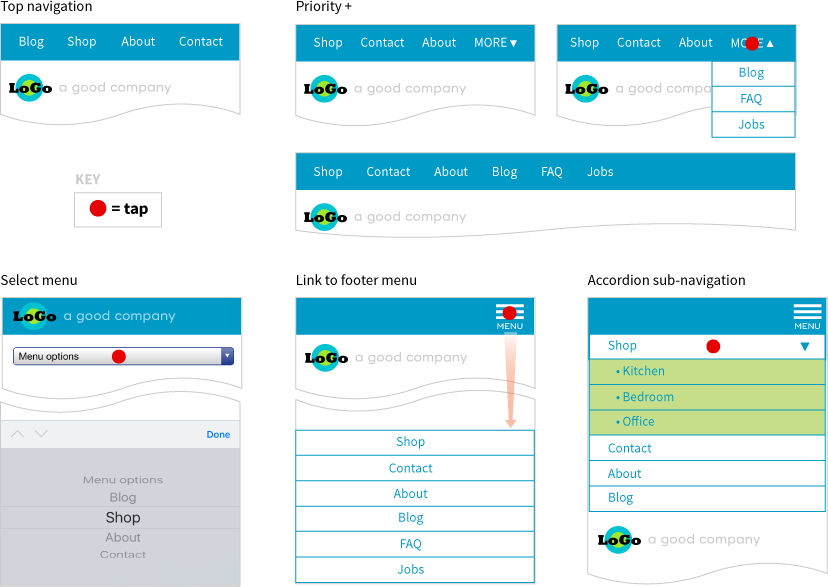 Top navigation
Blog Shop About Contact
LoGo a good company
KEY
= tap
Priority +
Shop Contact About MORE▼
LoGo a good company
Shop Contact About MORE▲
LoGo a good compa
Blog
FAQ
Jobs
Shop Contact About Blog FAQ Jobs
LoGo a good company
Select menu
LoGo a good company
Menu options
Done
Menu options
Blog
Shop
About
Contact
Link to footer menu
MENU
LoGo a good company
Shop
Contact
About
Blog
FAQ
Jobs
Accordion sub-navigation
MENU
Shop ▼
• Kitchen
• Bedroom
• Office
Contact
About
Blog
LoGo a good company